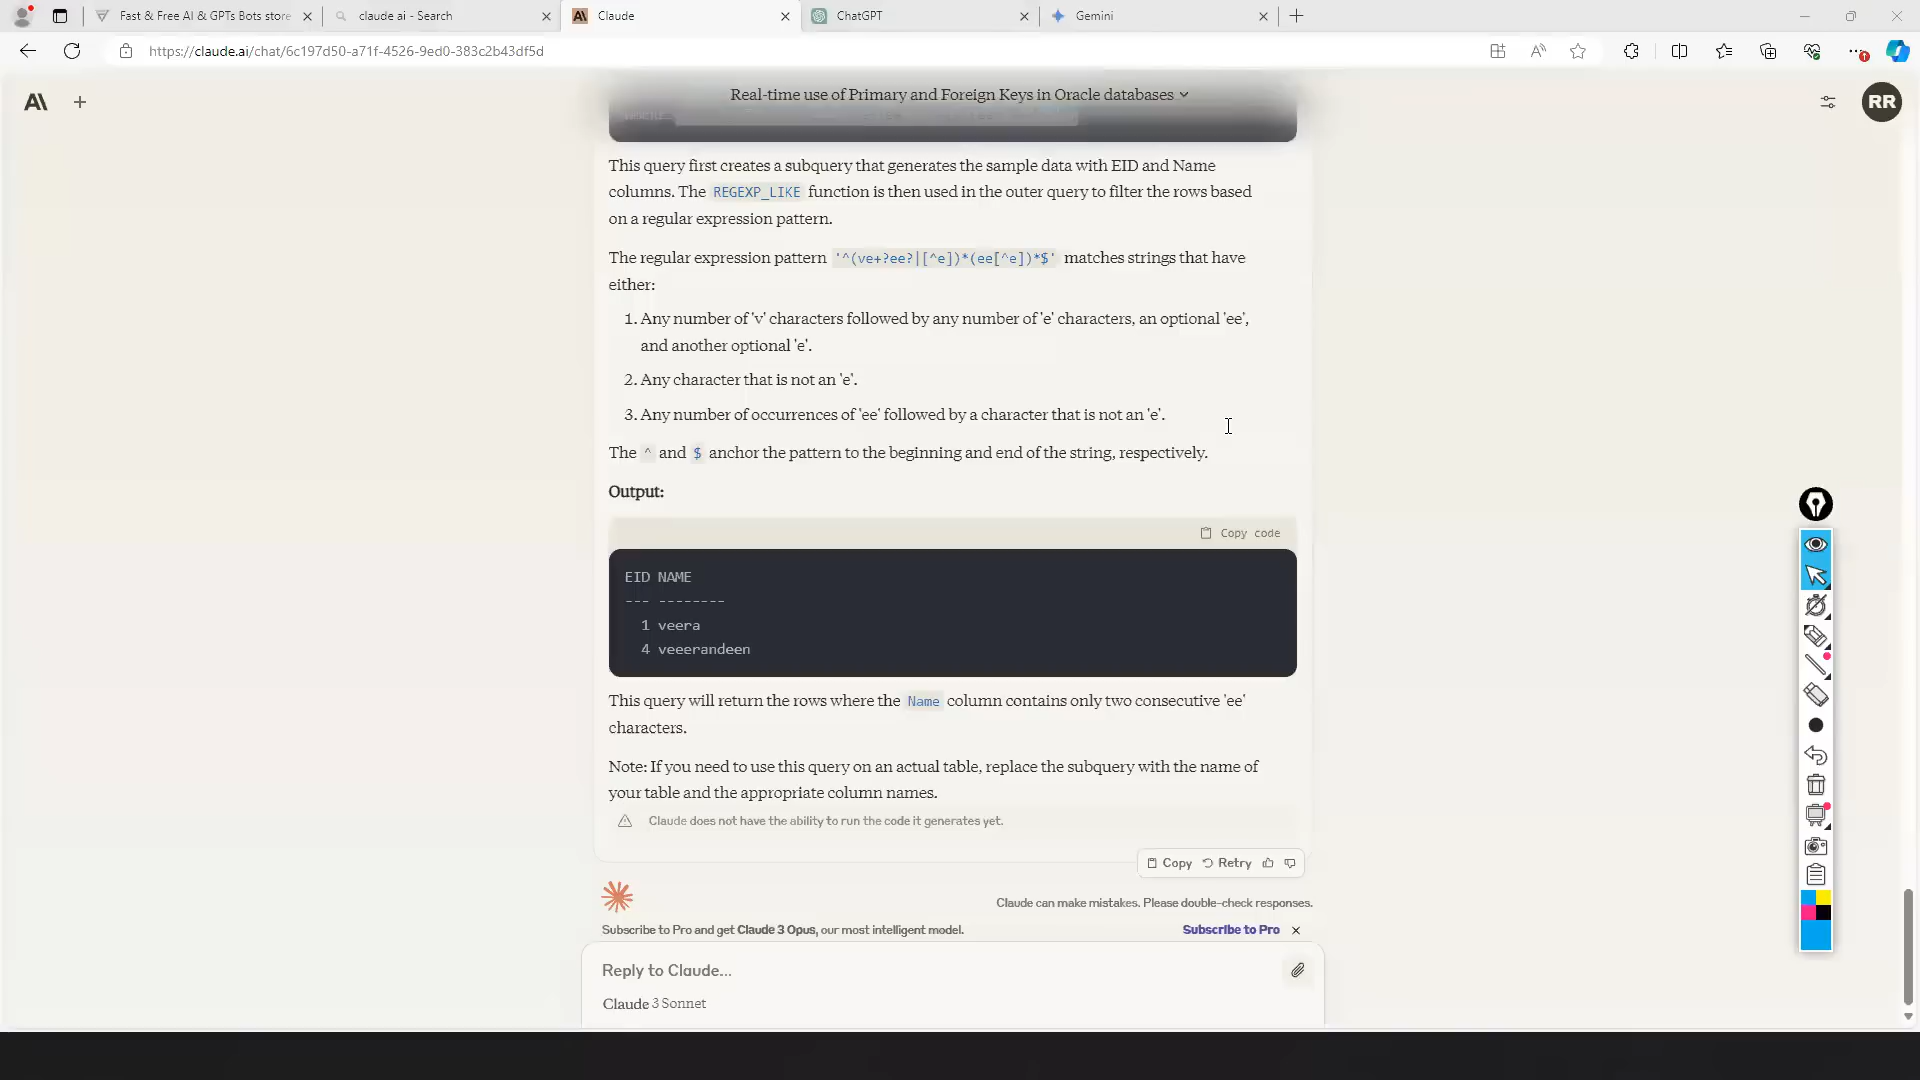 Fast & Free AI & GPTs Bots store
claude ai - Search
Claude
ChatGPT
Gemini
https://claude.ai/chat/6c197d50-a71f-4526-9ed0-383c2b43df5d
Real-time use of Primary and Foreign Keys in Oracle databases
RR
This query first creates a subquery that generates the sample data with EID and Name
columns. The REGEXP_LIKE function is then used in the outer query to filter the rows based
on a regular expression pattern.
The regular expression pattern '^(ve+?ee?|[^e])*(ee[^e])*$' matches strings that have
either:
1. Any number of 'v' characters followed by any number of 'e' characters, an optional 'ee',
and another optional 'e'.
2. Any character that is not an 'e'.
3. Any number of occurrences of 'ee' followed by a character that is not an 'e'.
The ^ and $ anchor the pattern to the beginning and end of the string, respectively.
Output:
Copy code
EID NAME
--- --------
1 veera
4 veeerandeen
This query will return the rows where the Name column contains only two consecutive 'ee'
characters.
Note: If you need to use this query on an actual table, replace the subquery with the name of
your table and the appropriate column names.
Claude does not have the ability to run the code it generates yet.
Copy Retry
Claude can make mistakes. Please double-check responses.
Subscribe to Pro and get Claude 3 Opus, our most intelligent model.
Subscribe to Pro
Reply to Claude...
Claude 3 Sonnet